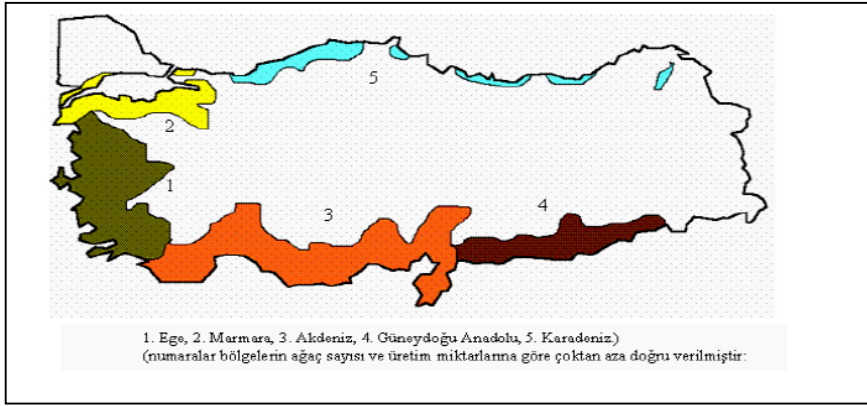 5
2
1
3
4
1. Ege, 2. Marmara, 3. Akdeniz, 4. Güneydoğu Anadolu, 5. Karadeniz.)
(numaralar bölgelerin ağaç sayısı ve üretim miktarlarına göre çoktan aza doğru verilmiştir: